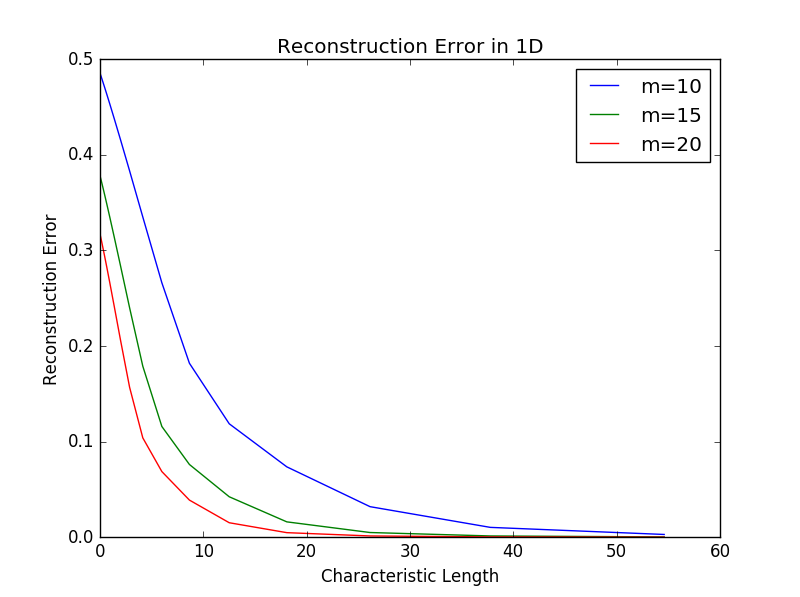 Reconstruction Error in 1D
m=10
m=15
m=20
Reconstruction Error
0.5
0.4
0.3
0.2
0.1
0.0
0 10 20 30 40 50 60
Characteristic Length